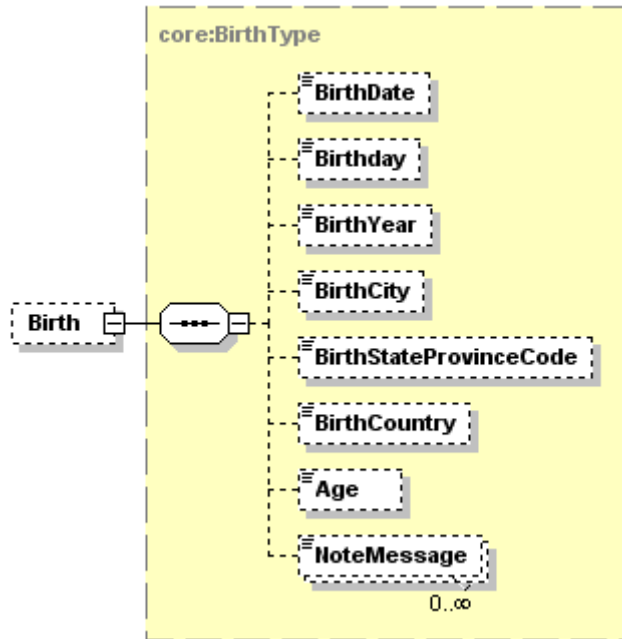 core:BirthType
BirthDate
Birthday
BirthYear
BirthCity
Birth
BirthStateProvinceCode
BirthCountry
Age
NoteMessage
0..∞